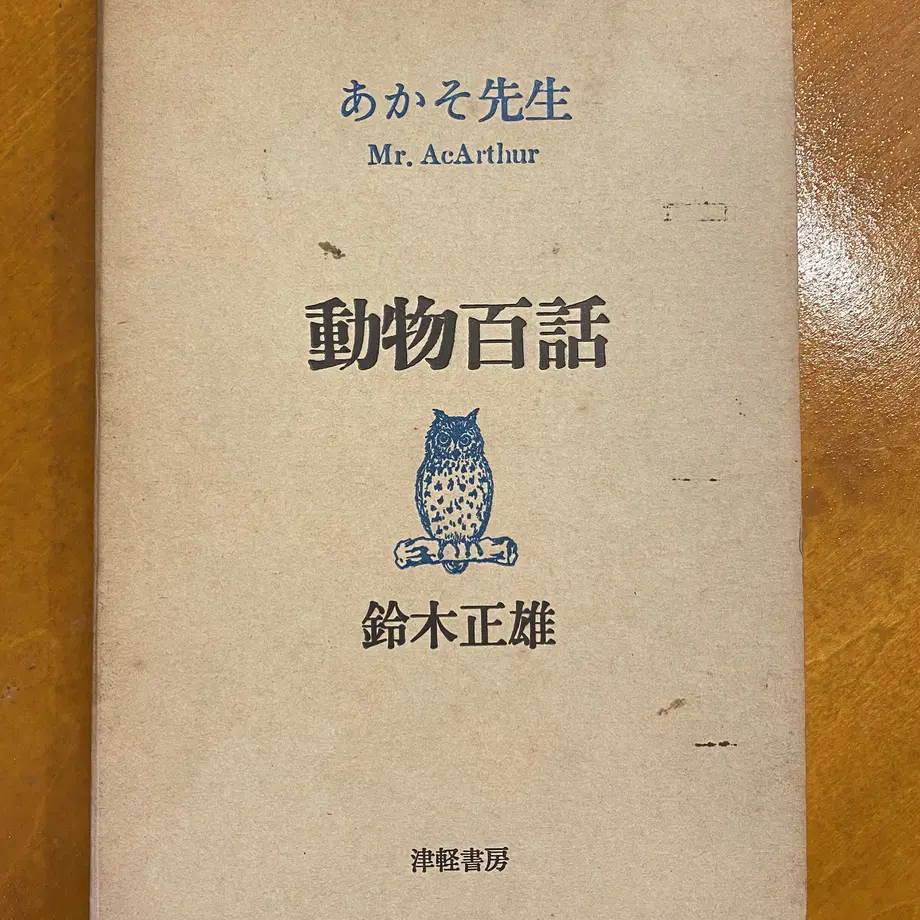 あかそ先生
Mr. AcArthur
動物百話
鈴木正雄
津軽書房